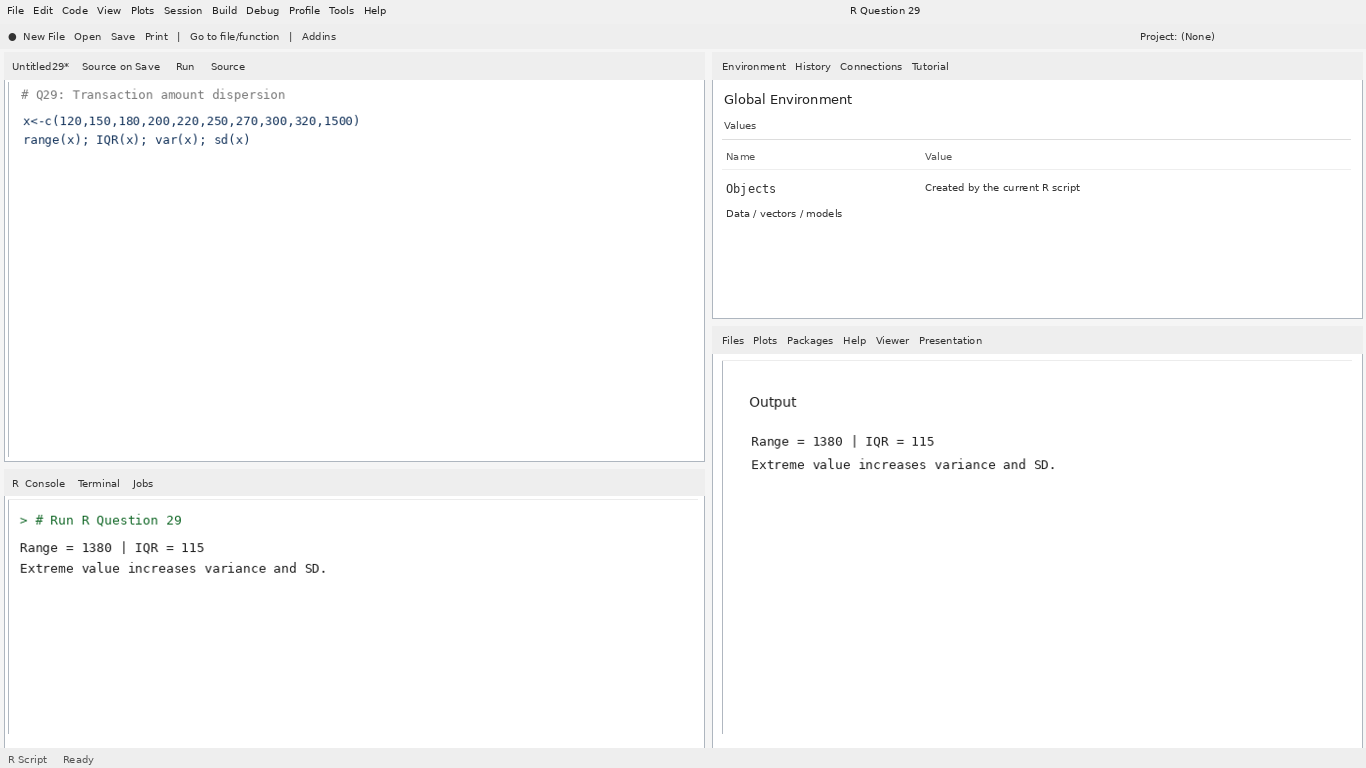 File Edit Code View Plots Session Build Debug Profile Tools Help
R Question 29
● New File Open Save Print | Go to file/function | Addins
Project: (None)
Untitled29* Source on Save Run Source
# Q29: Transaction amount dispersion
x<-c(120,150,180,200,220,250,270,300,320,1500)
range(x); IQR(x); var(x); sd(x)
R Console Terminal Jobs
> # Run R Question 29
Range = 1380 | IQR = 115
Extreme value increases variance and SD.
Environment History Connections Tutorial
Global Environment
Values
Name Value
Objects Created by the current R script
Data / vectors / models
Files Plots Packages Help Viewer Presentation
Output
Range = 1380 | IQR = 115
Extreme value increases variance and SD.
R Script Ready